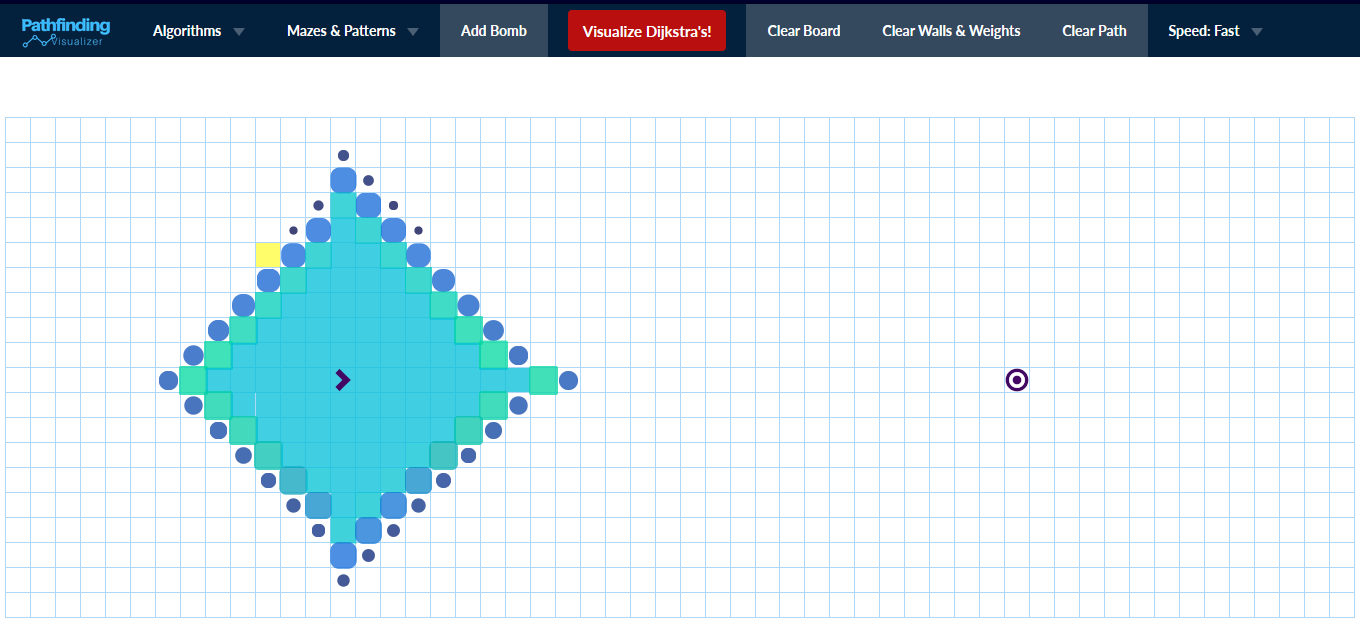 Pathfinding
Visualizer
Algorithms
Mazes & Patterns
Add Bomb
Visualize Dijkstra's!
Clear Board
Clear Walls & Weights
Clear Path
Speed: Fast